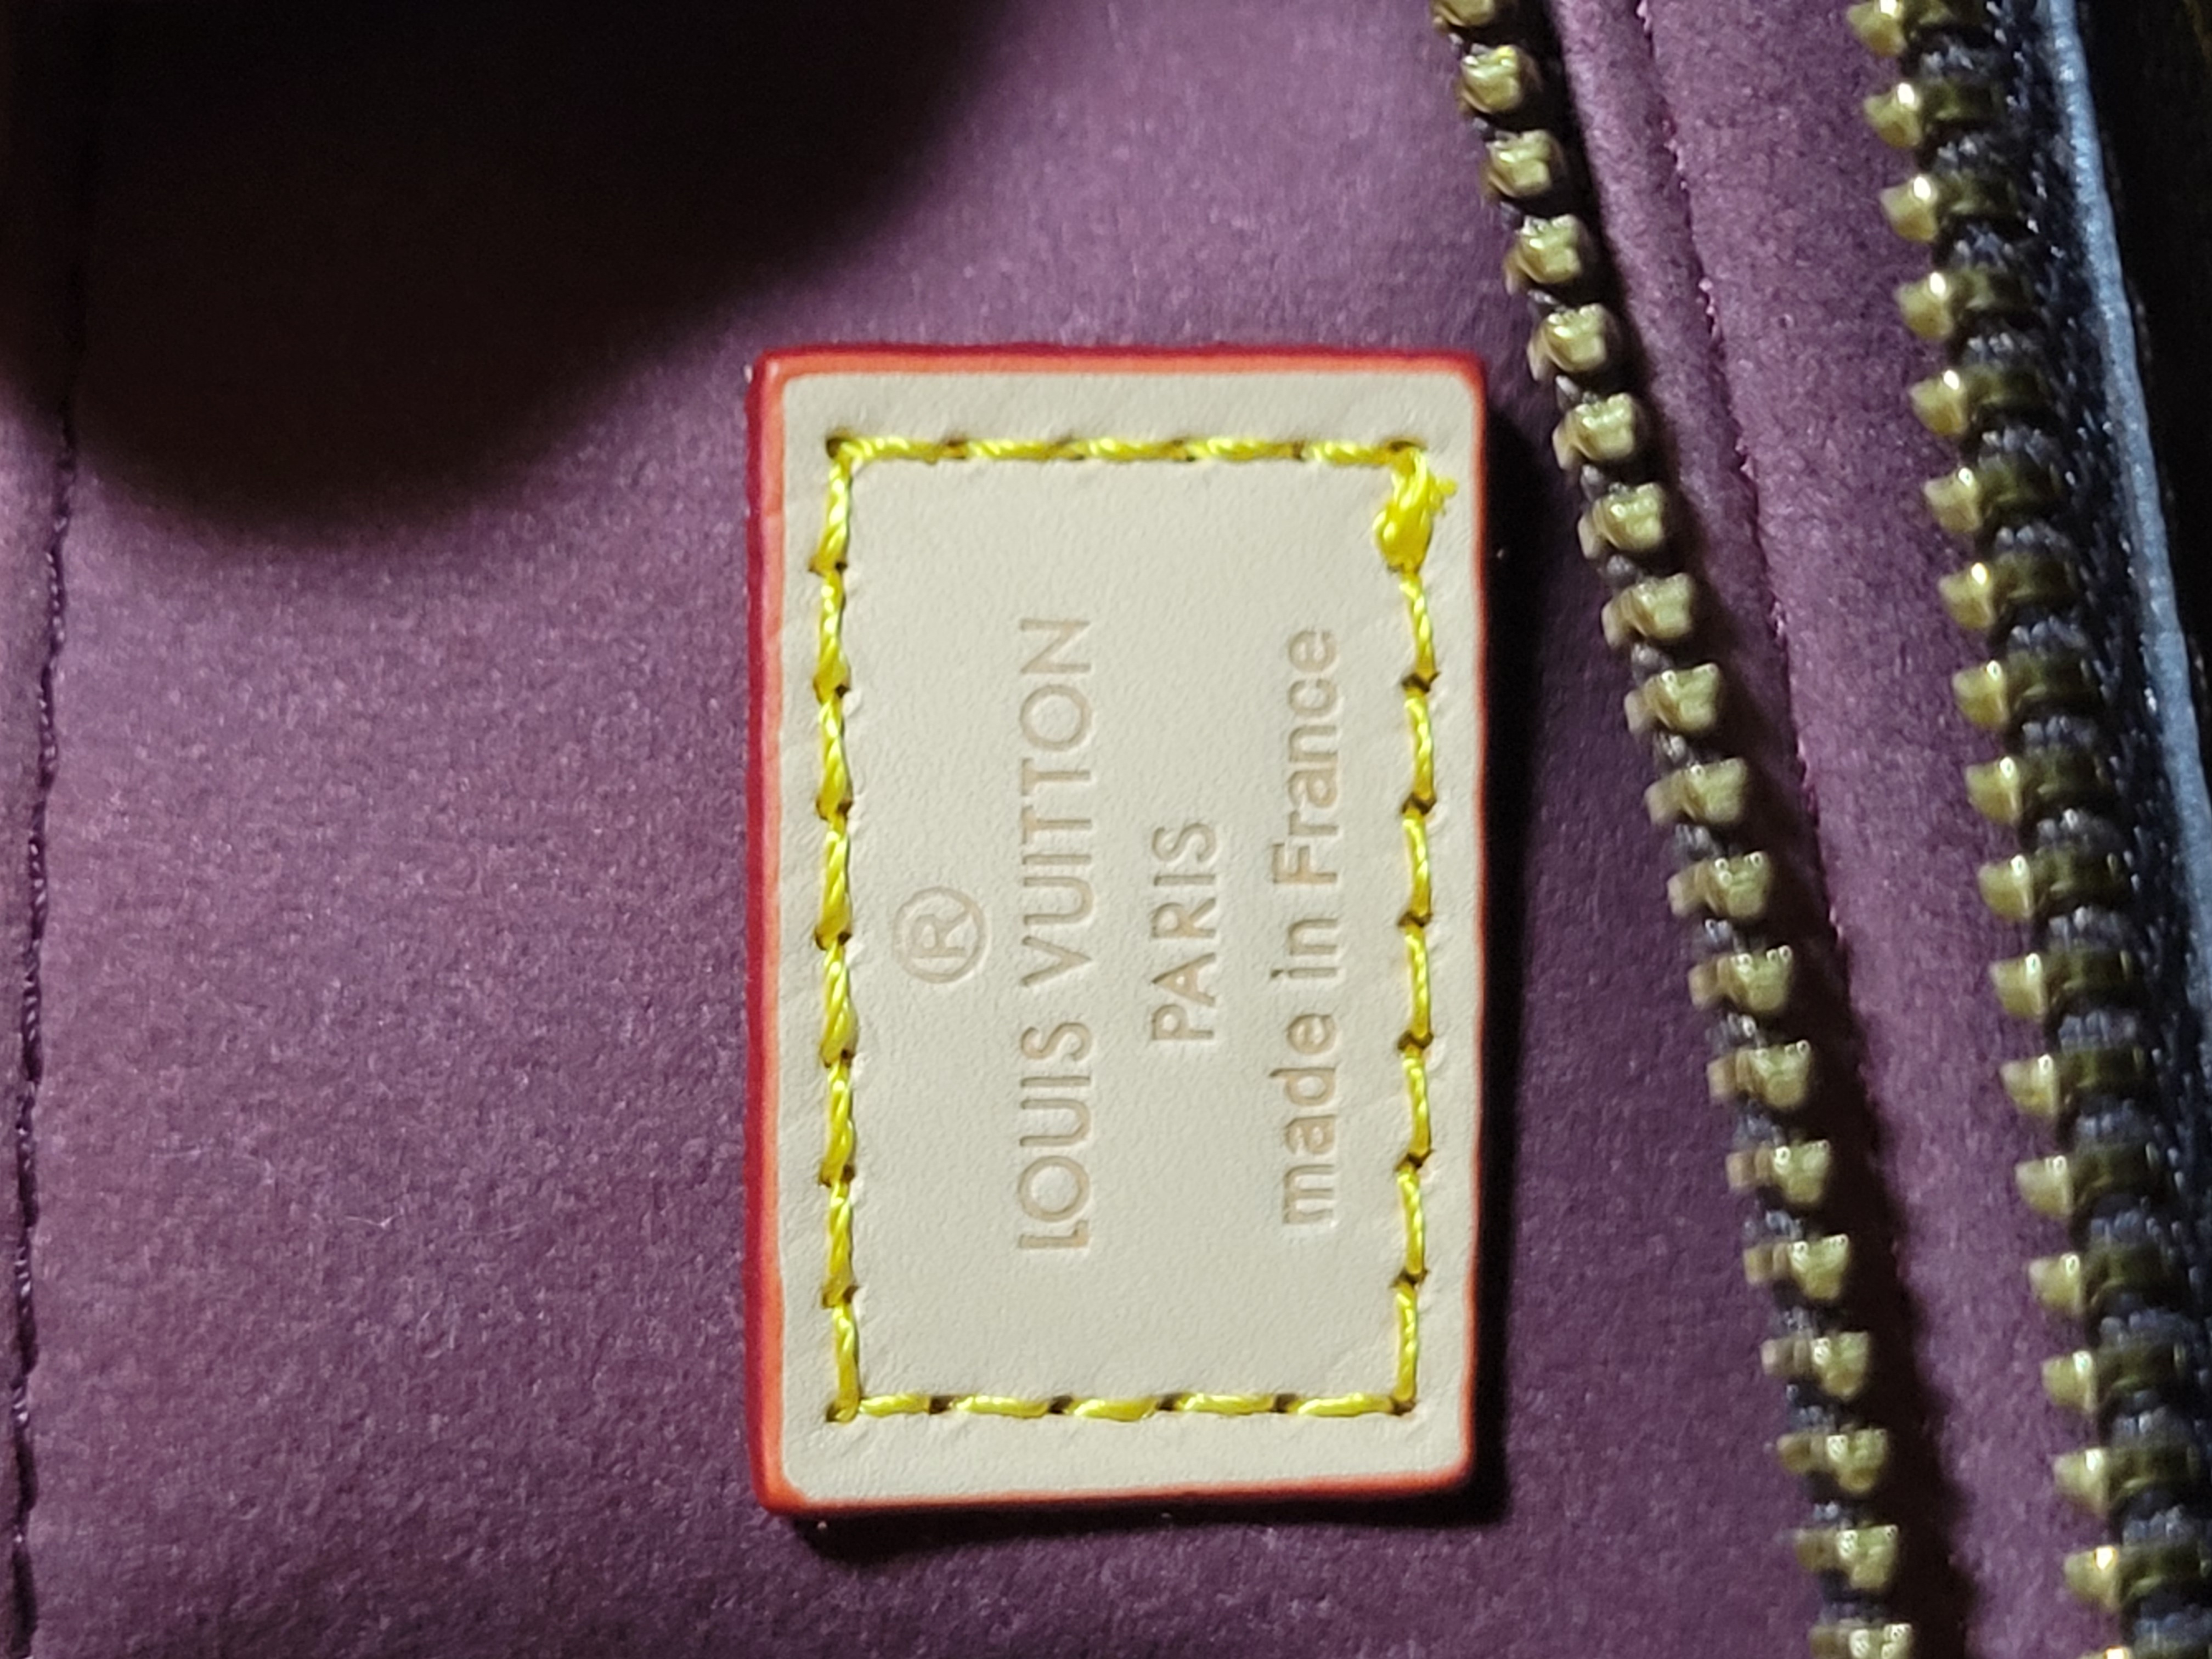 ®
LOUIS VUITTON
PARIS
made in France